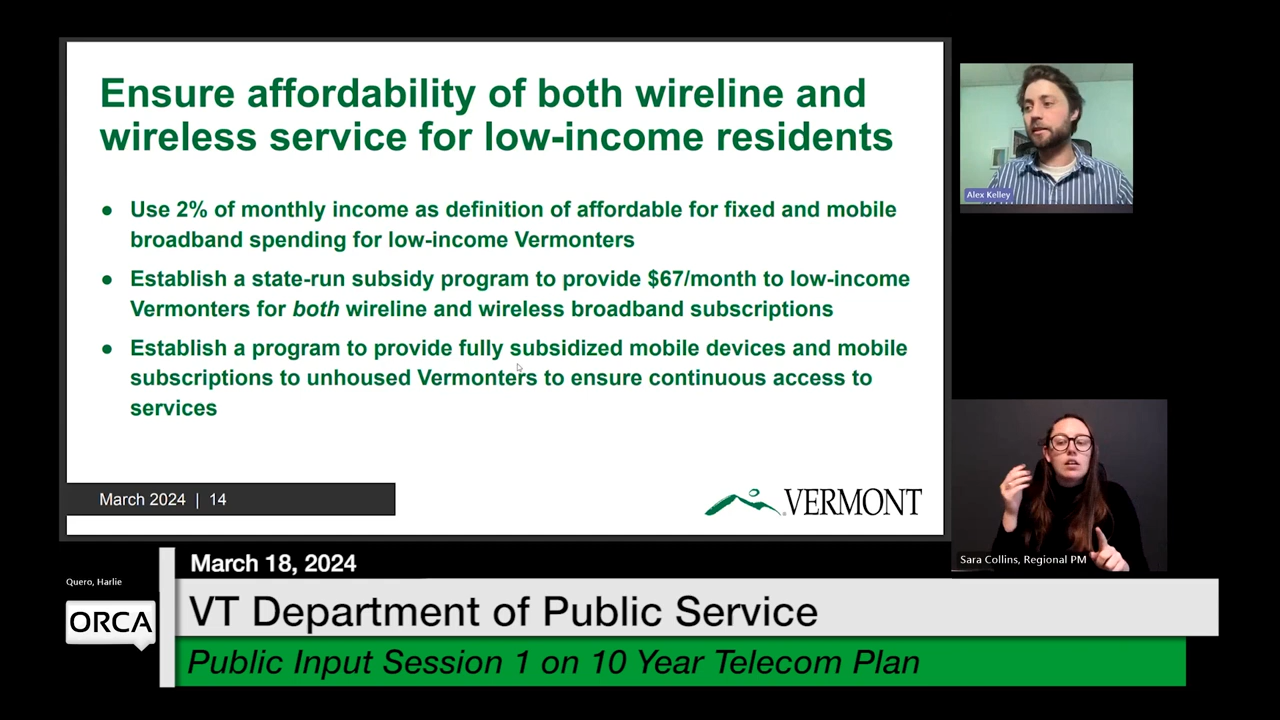 Ensure affordability of both wireline and
wireless service for low-income residents
● Use 2% of monthly income as definition of affordable for fixed and mobile
broadband spending for low-income Vermonters
● Establish a state-run subsidy program to provide $67/month to low-income
Vermonters for both wireline and wireless broadband subscriptions
● Establish a program to provide fully subsidized mobile devices and mobile
subscriptions to unhoused Vermonters to ensure continuous access to
services
March 2024 | 14
VERMONT
Alex Kelley
Sara Collins, Regional PM
Quero, Harlie
ORCA
March 18, 2024
VT Department of Public Service
Public Input Session 1 on 10 Year Telecom Plan